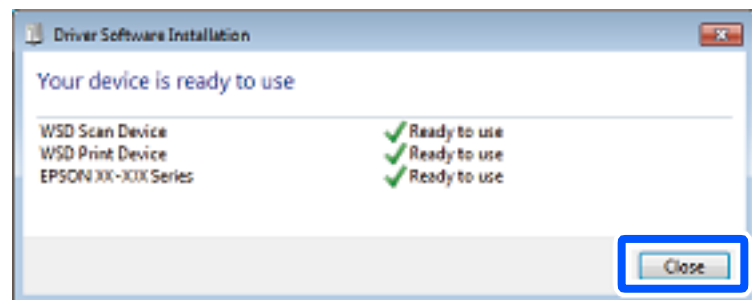 Driver Software Installation
Your device is ready to use
WSD Scan Device Ready to use
WSD Print Device Ready to use
EPSON XX-XXX Series Ready to use
Close